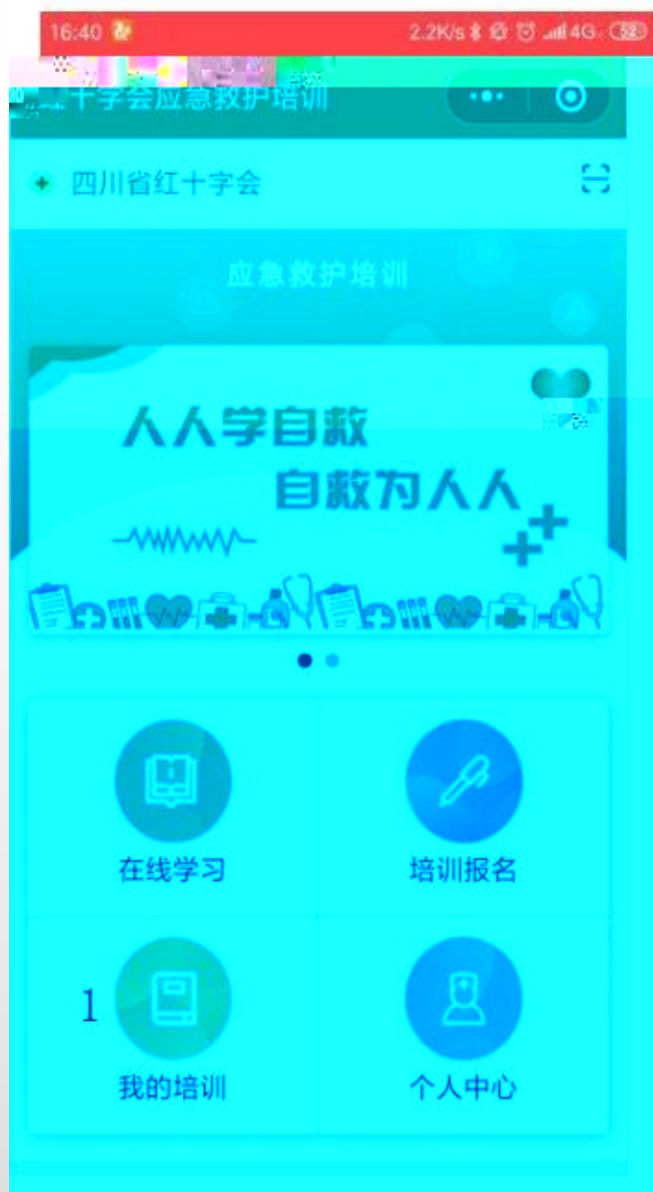 16:40 2.2K/s 4G 52
十字会应急救护培训
四川省红十字会
应急救护培训
人人学自救
自救为人人
在线学习 培训报名
1
我的培训 个人中心